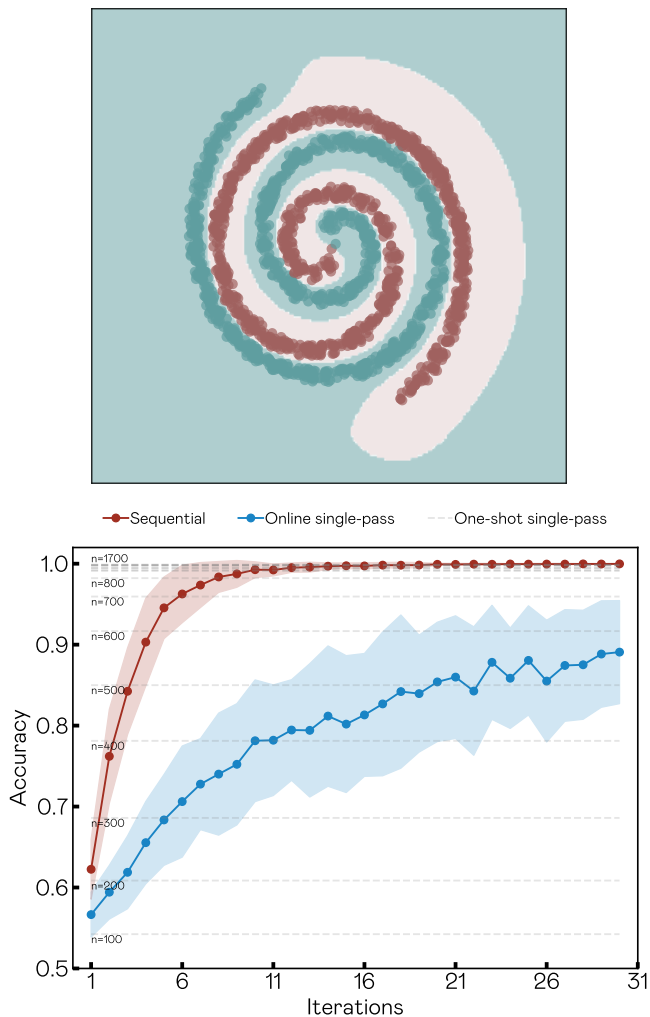 Sequential Online single-pass One-shot single-pass
1.0
n=1700
n=800
n=700
0.9
n=600
n=500
0.8
n=400
0.7
n=300
0.6
n=200
n=100
0.5
Accuracy
1 6 11 16 21 26 31
Iterations